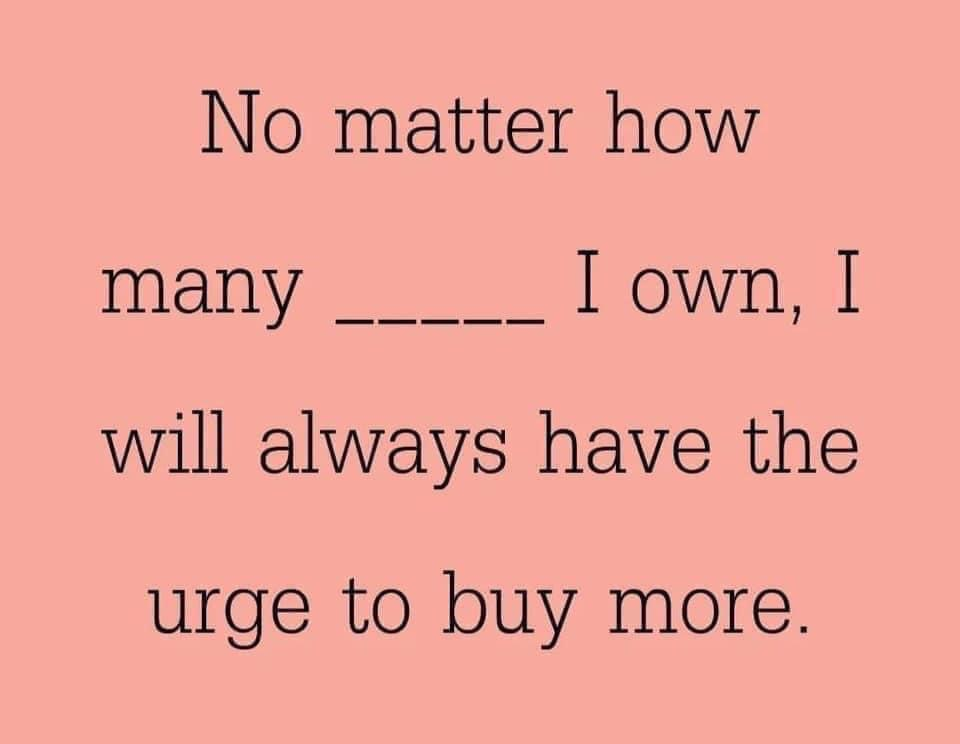 No matter how
many _____ I own, I
will always have the
urge to buy more.